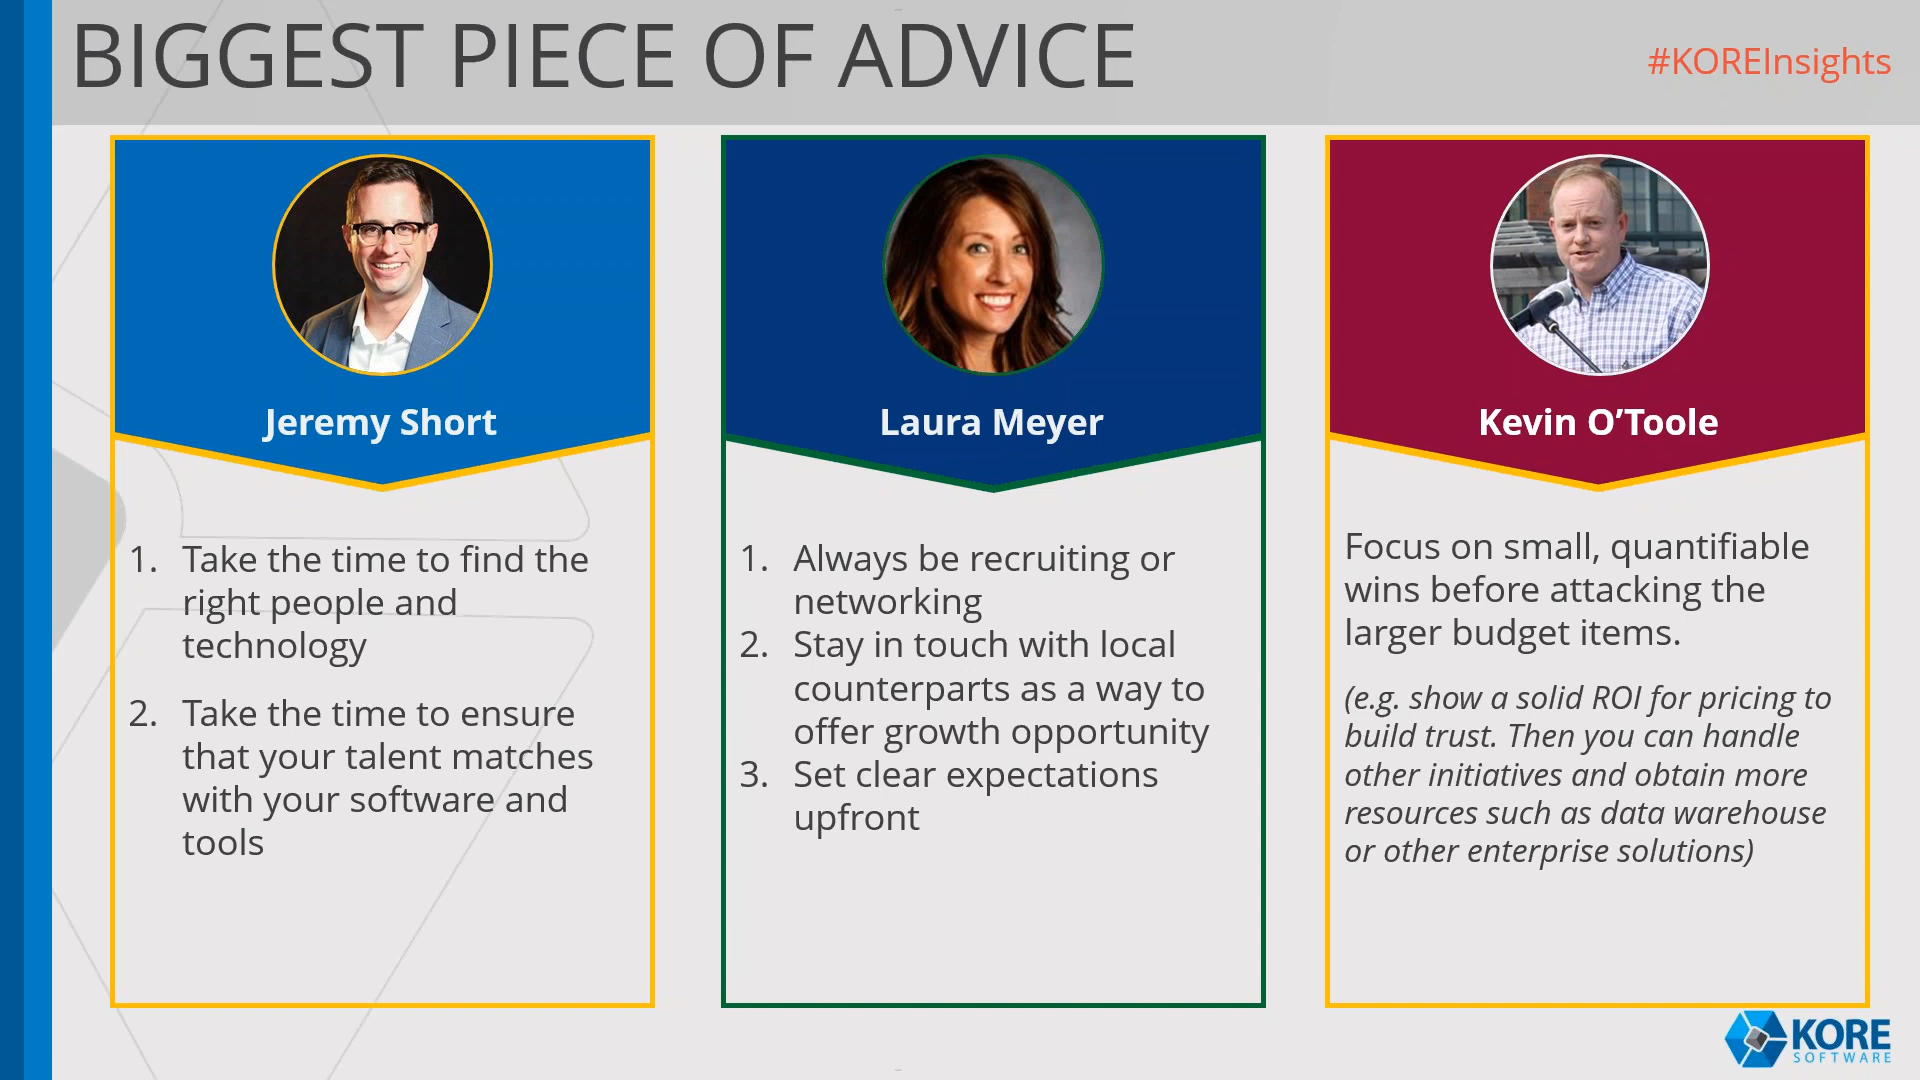 BIGGEST PIECE OF ADVICE
#KOREInsights
Jeremy Short
1. Take the time to find the
right people and
technology
2. Take the time to ensure
that your talent matches
with your software and
tools
Laura Meyer
1. Always be recruiting or
networking
2. Stay in touch with local
counterparts as a way to
offer growth opportunity
3. Set clear expectations
upfront
Kevin O’Toole
Focus on small, quantifiable
wins before attacking the
larger budget items.
(e.g. show a solid ROI for pricing to
build trust. Then you can handle
other initiatives and obtain more
resources such as data warehouse
or other enterprise solutions)
KORE
SOFTWARE